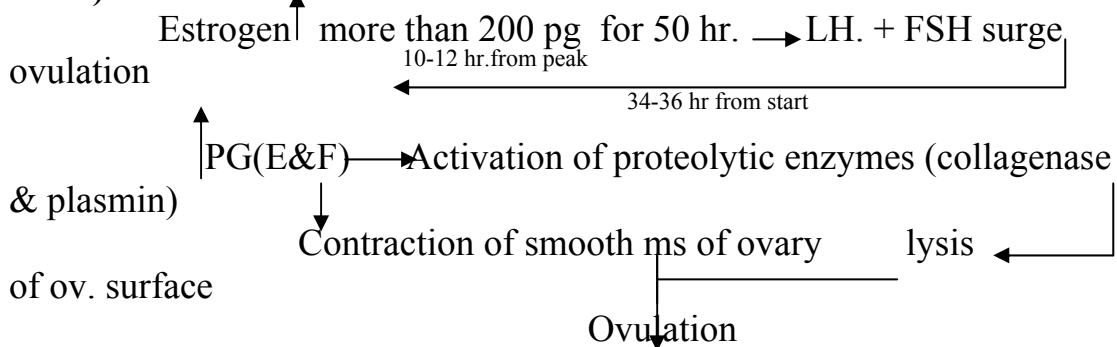 )
Estrogen more than 200 pg for 50 hr. LH. + FSH surge
10-12 hr.from peak
ovulation
34-36 hr from start
PG(E&F) Activation of proteolytic enzymes (collagenase
& plasmin)
Contraction of smooth ms of ovary lysis
of ov. surface
Ovulation